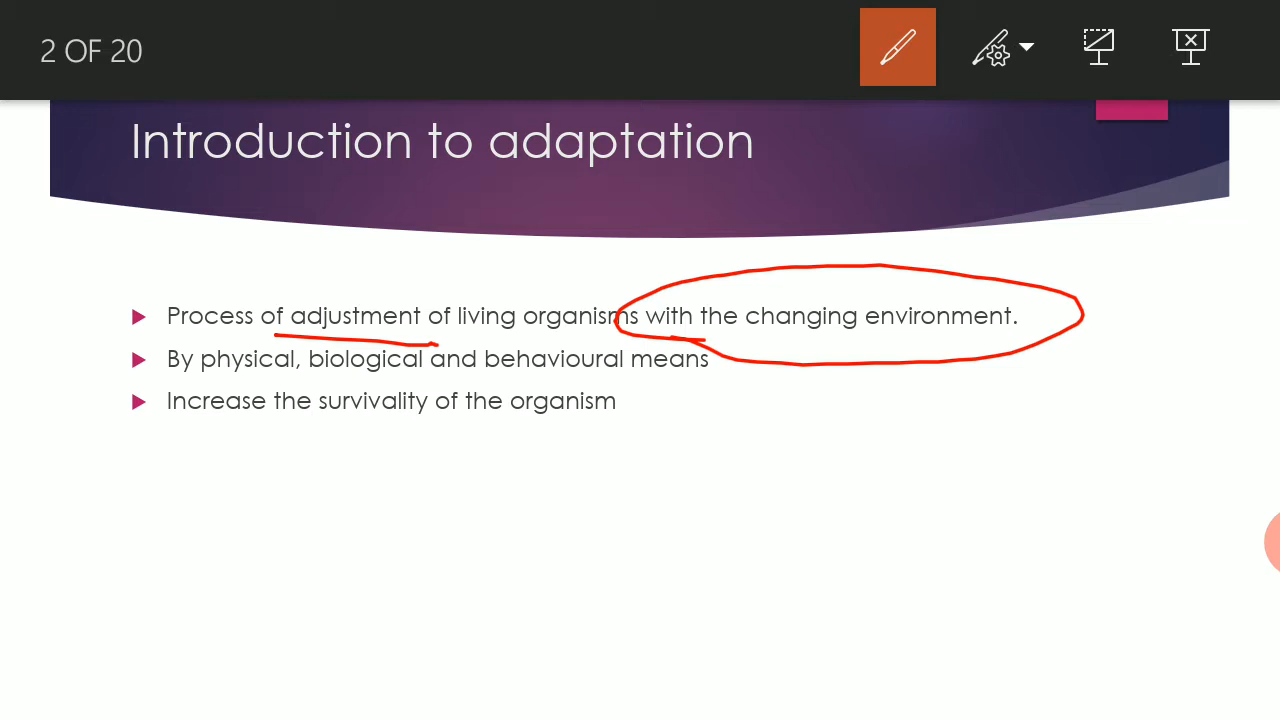 2 OF 20
Introduction to adaptation
Process of adjustment of living organisms with the changing environment.
By physical, biological and behavioural means
Increase the survivality of the organism